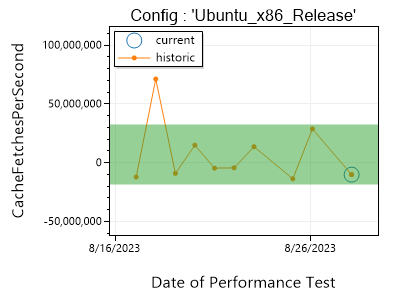 Config : 'Ubuntu_x86_Release'
current
historic
CacheFetchesPerSecond
100,000,000
50,000,000
0
-50,000,000
8/16/2023
8/26/2023
Date of Performance Test